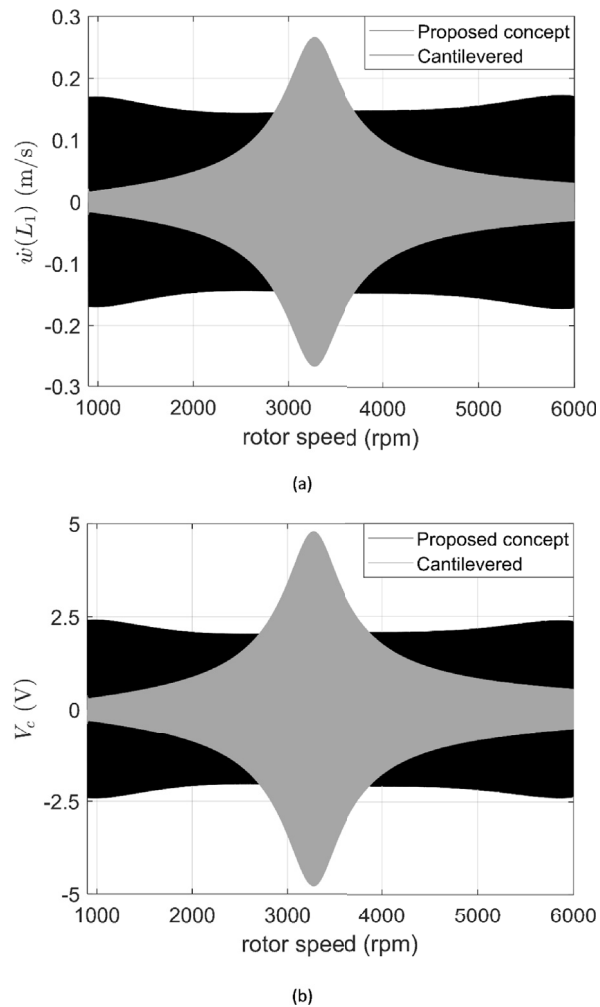 0.3
0.2
0.1
0
-0.1
-0.2
-0.3
ẇ(L₁) (m/s)
Proposed concept
Cantilevered
1000 2000 3000 4000 5000 6000
rotor speed (rpm)
(a)
5
2.5
0
-2.5
-5
V_c (V)
Proposed concept
Cantilevered
1000 2000 3000 4000 5000 6000
rotor speed (rpm)
(b)